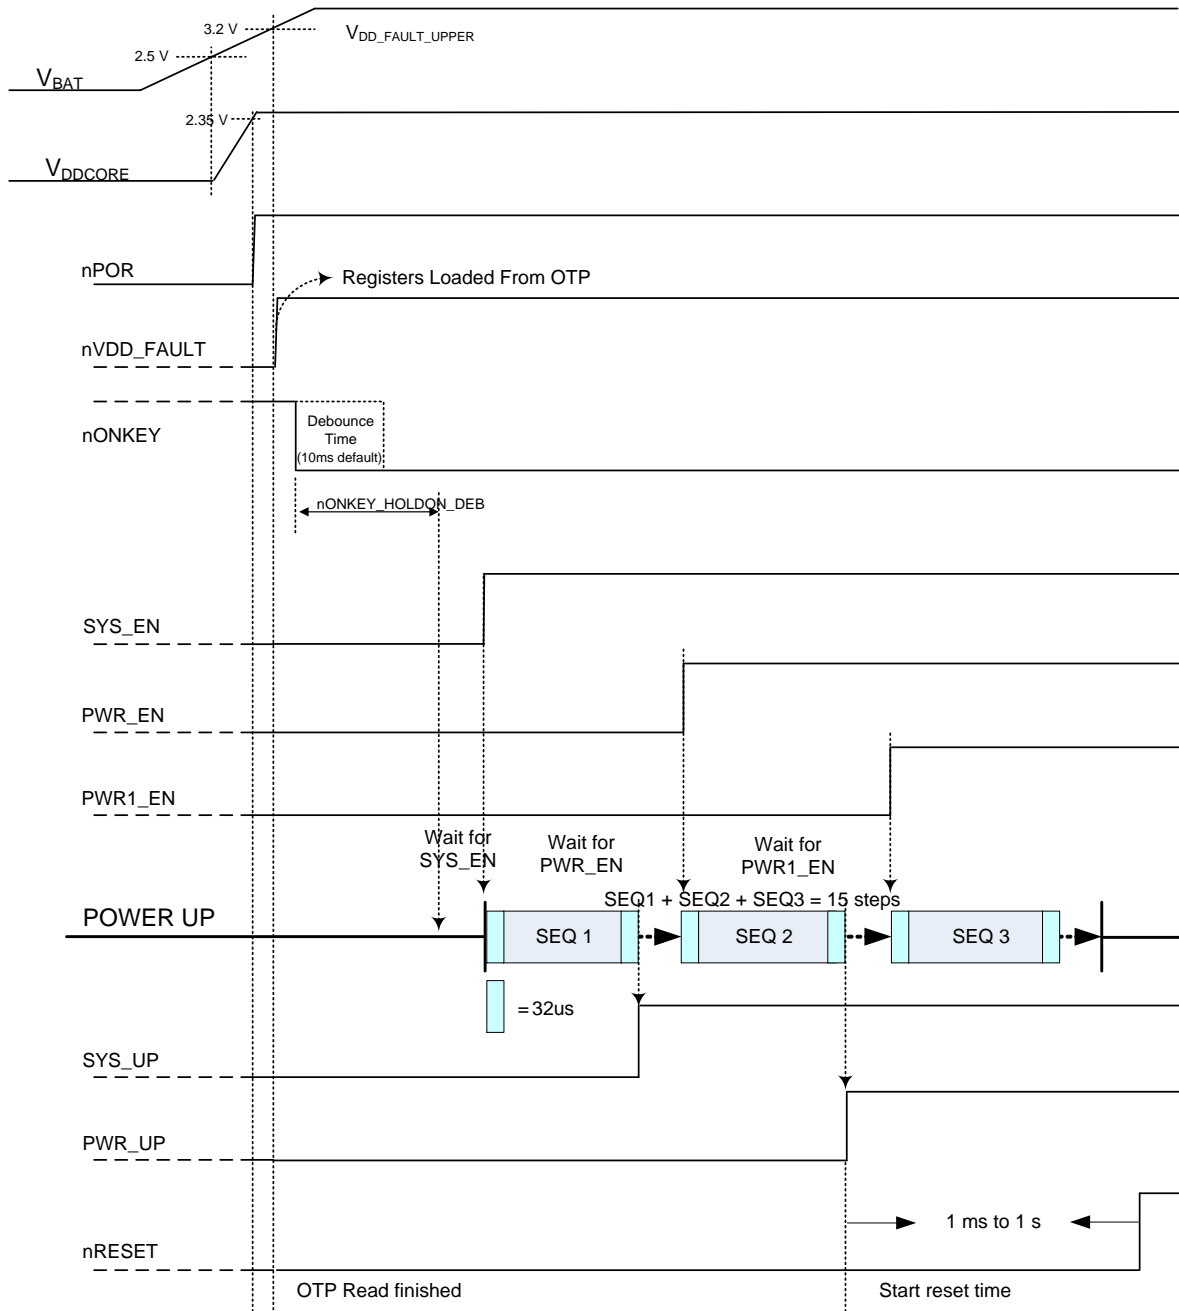 3.2 V
VDD_FAULT_UPPER
2.5 V
VBAT
2.35 V
VDDCORE
nPOR
Registers Loaded From OTP
nVDD_FAULT
nONKEY
Debounce
Time
(10ms default)
nONKEY_HOLDON_DEB
SYS_EN
PWR_EN
PWR1_EN
Wait for
SYS_EN
Wait for
PWR_EN
Wait for
PWR1_EN
SEQ1 + SEQ2 + SEQ3 = 15 steps
POWER UP
SEQ 1
SEQ 2
SEQ 3
= 32us
SYS_UP
PWR_UP
1 ms to 1 s
nRESET
OTP Read finished
Start reset time